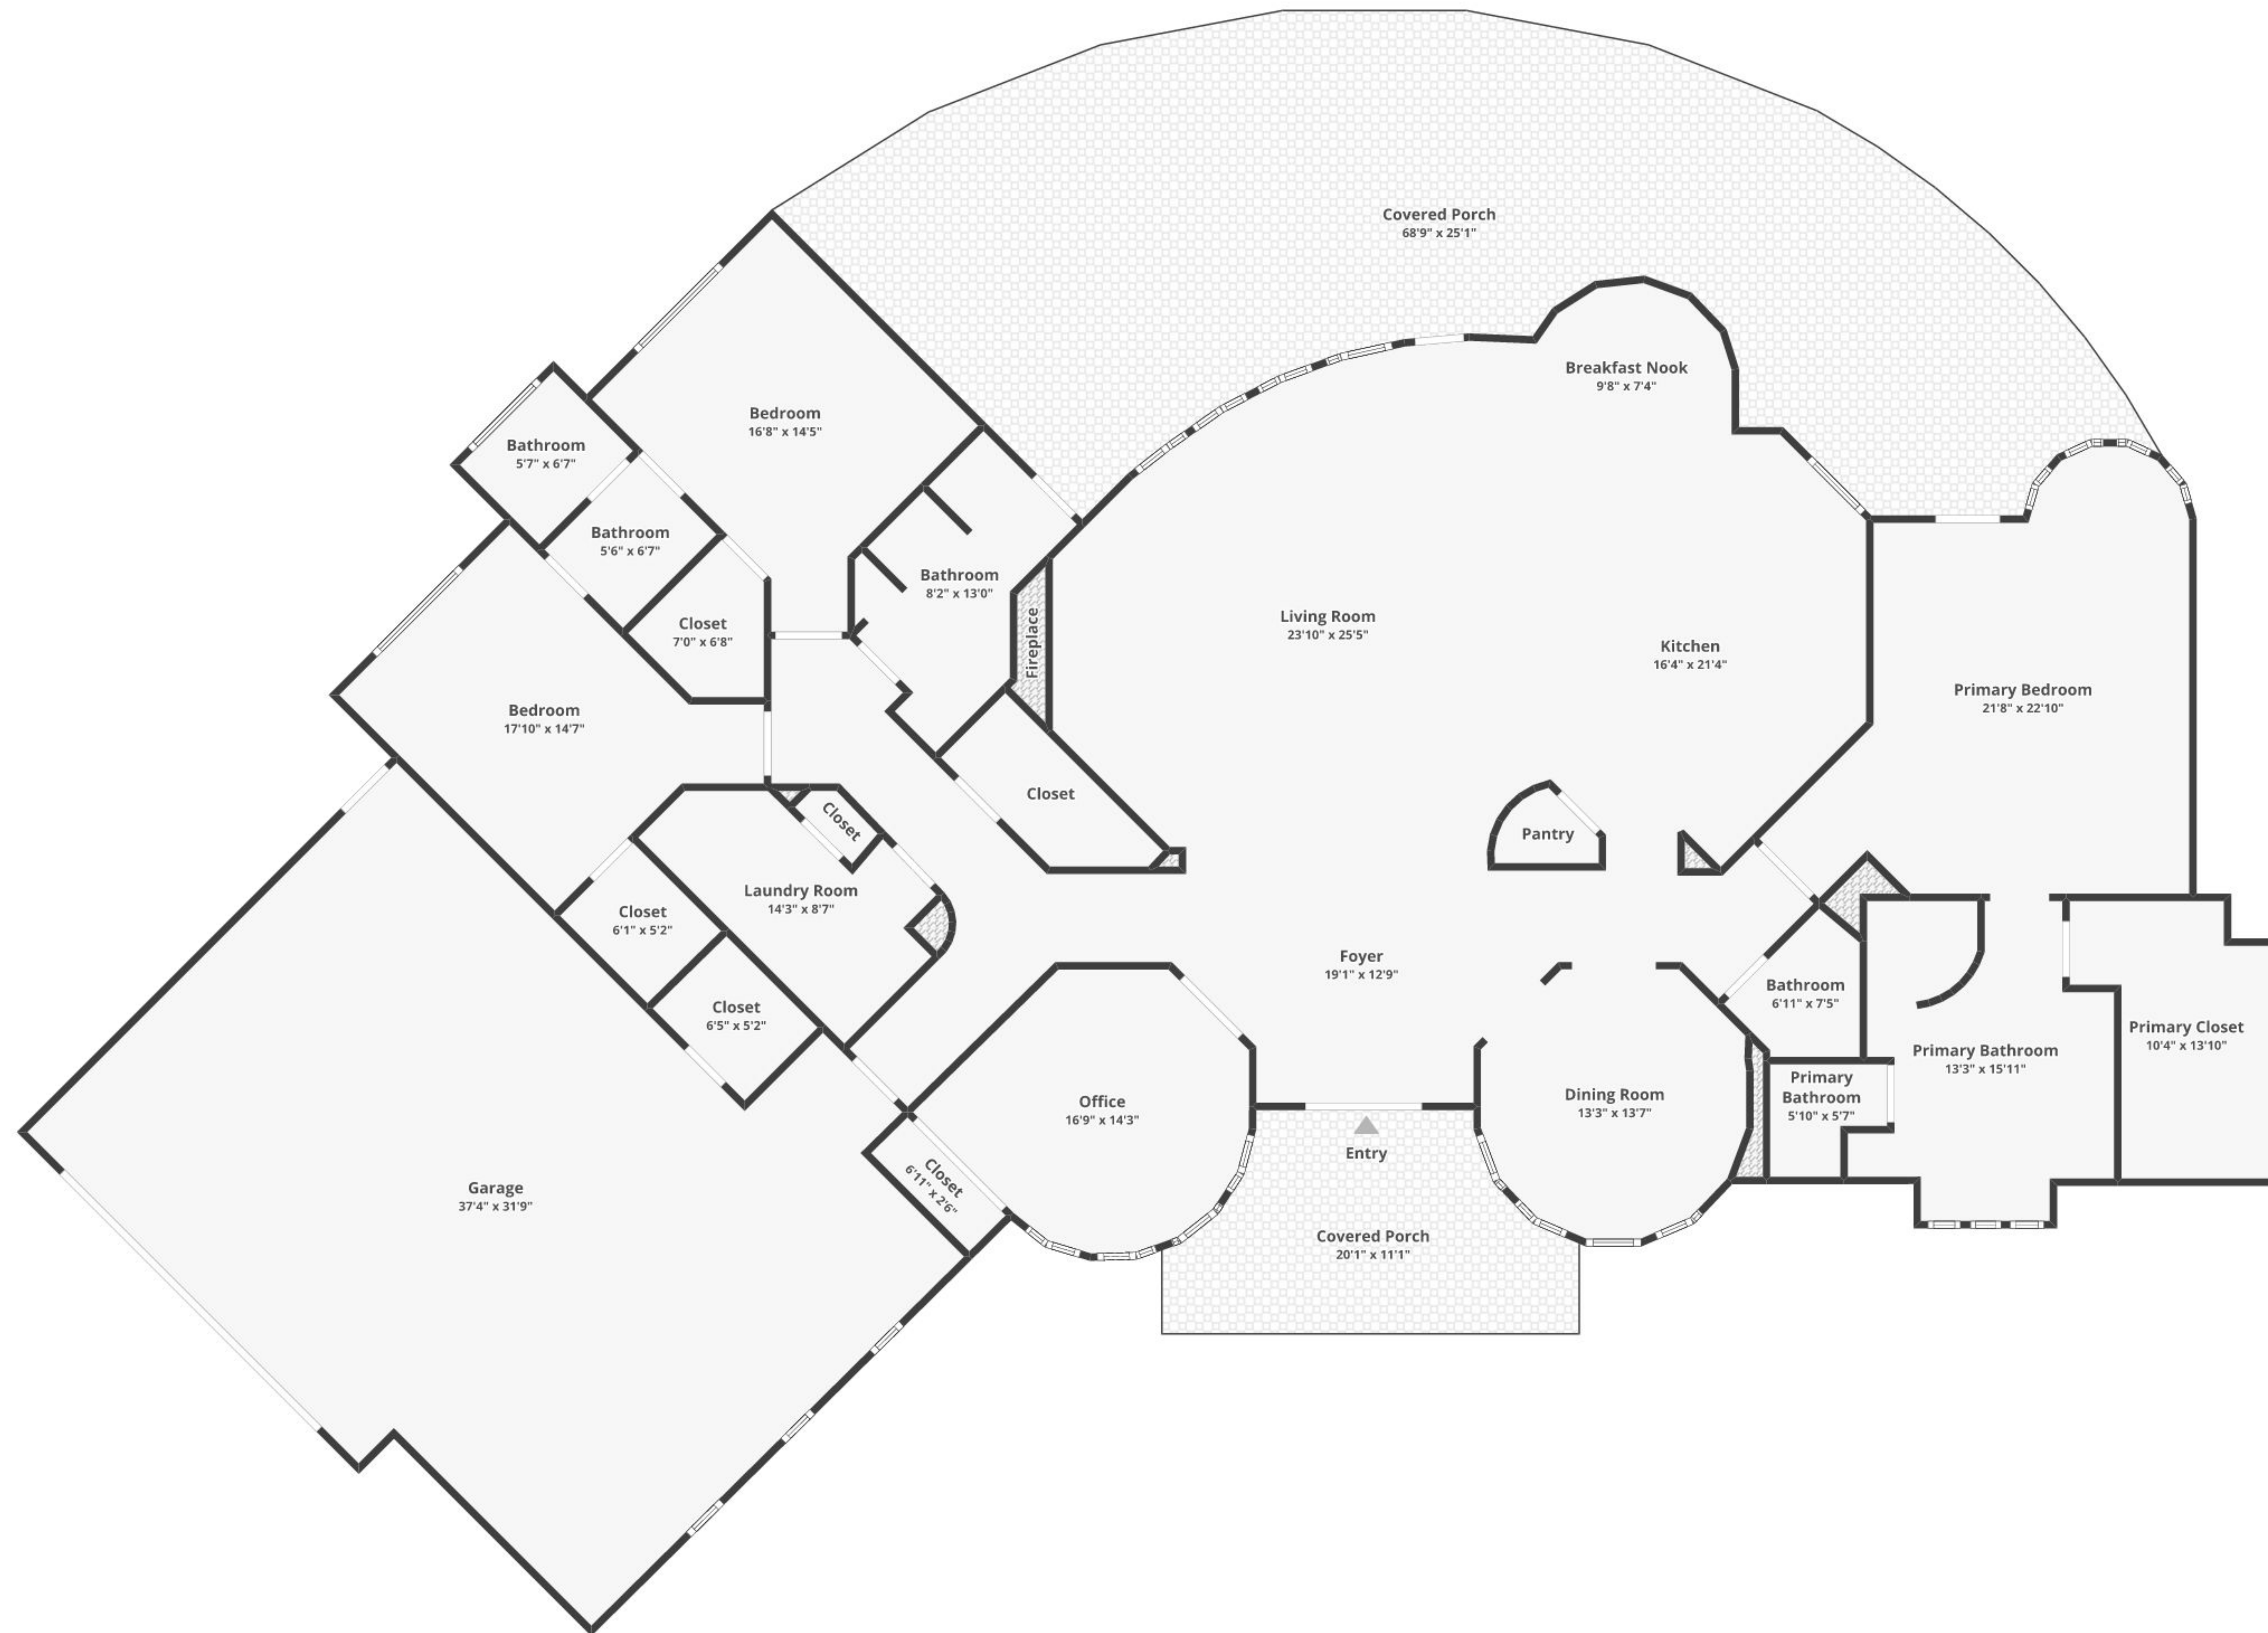 Covered Porch
68'9" x 25'1"
Breakfast Nook
9'8" x 7'4"
Bedroom
16'8" x 14'5"
Bathroom
5'7" x 6'7"
Bathroom
5'6" x 6'7"
Bathroom
8'2" x 13'0"
Closet
7'0" x 6'8"
Fireplace
Living Room
23'10" x 25'5"
Kitchen
16'4" x 21'4"
Primary Bedroom
21'8" x 22'10"
Bedroom
17'10" x 14'7"
Closet
Closet
Pantry
Laundry Room
14'3" x 8'7"
Closet
6'1" x 5'2"
Foyer
19'1" x 12'9"
Bathroom
6'11" x 7'5"
Closet
6'5" x 5'2"
Primary Closet
10'4" x 13'10"
Primary Bathroom
13'3" x 15'11"
Primary
Bathroom
5'10" x 5'7"
Office
16'9" x 14'3"
Dining Room
13'3" x 13'7"
Entry
Closet
6'11" x 2'6"
Garage
37'4" x 31'9"
Covered Porch
20'1" x 11'1"